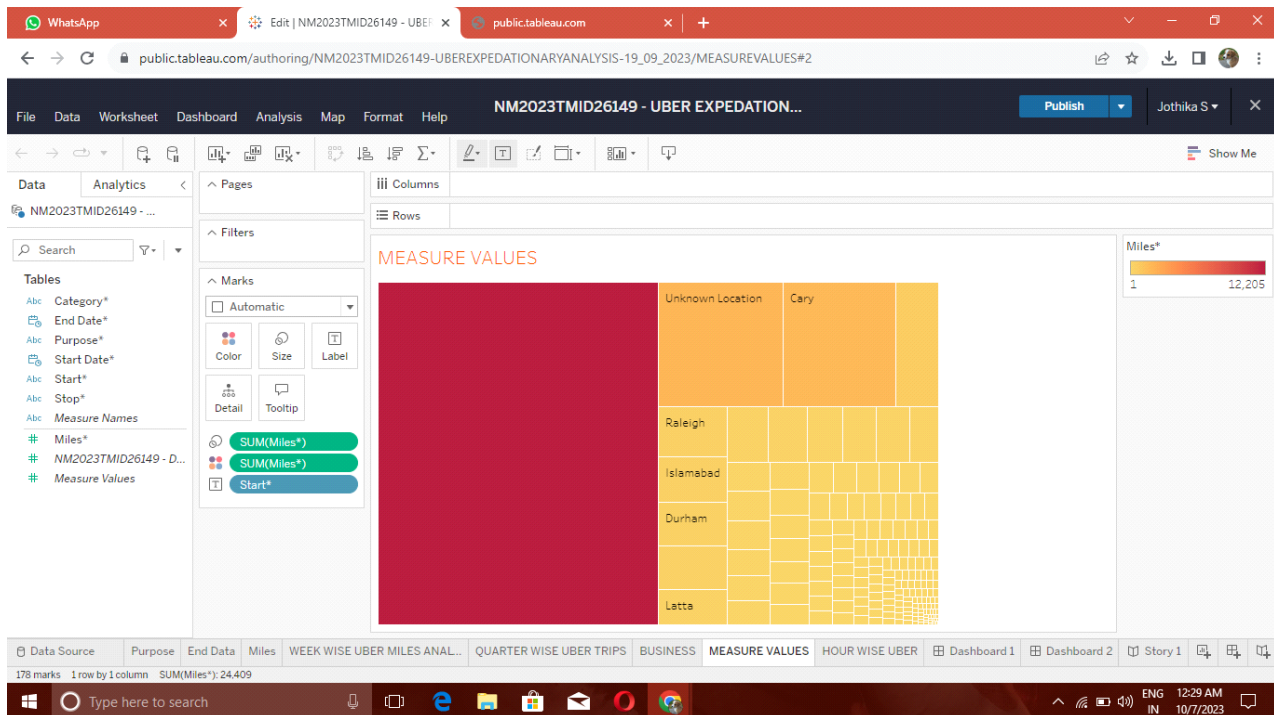 WhatsApp
Edit | NM2023TMID26149 - UBER
public.tableau.com
public.tableau.com/authoring/NM2023TMID26149-UBEREXPEDATIONARYANALYSIS-19_09_2023/MEASUREVALUES#2
NM2023TMID26149 - UBER EXPEDATION...
Publish
Jothika S
File Data Worksheet Dashboard Analysis Map Format Help
Show Me
Data Analytics
NM2023TMID26149 - ...
Search
Tables
Abc Category*
End Date*
Abc Purpose*
Start Date*
Abc Start*
Abc Stop*
Abc Measure Names
# Miles*
# NM2023TMID26149 - D...
# Measure Values
Pages
Filters
Marks
Automatic
Color Size Label
Detail Tooltip
SUM(Miles*)
SUM(Miles*)
Start*
Columns
Rows
MEASURE VALUES
Unknown Location Cary
Raleigh
Islamabad
Durham
Latta
Miles*
1 12,205
Data Source Purpose End Data Miles WEEK WISE UBER MILES ANAL... QUARTER WISE UBER TRIPS BUSINESS MEASURE VALUES HOUR WISE UBER Dashboard 1 Dashboard 2 Story 1
178 marks 1 row by 1 column SUM(Miles*): 24,409
Type here to search
ENG 12:29 AM
IN 10/7/2023